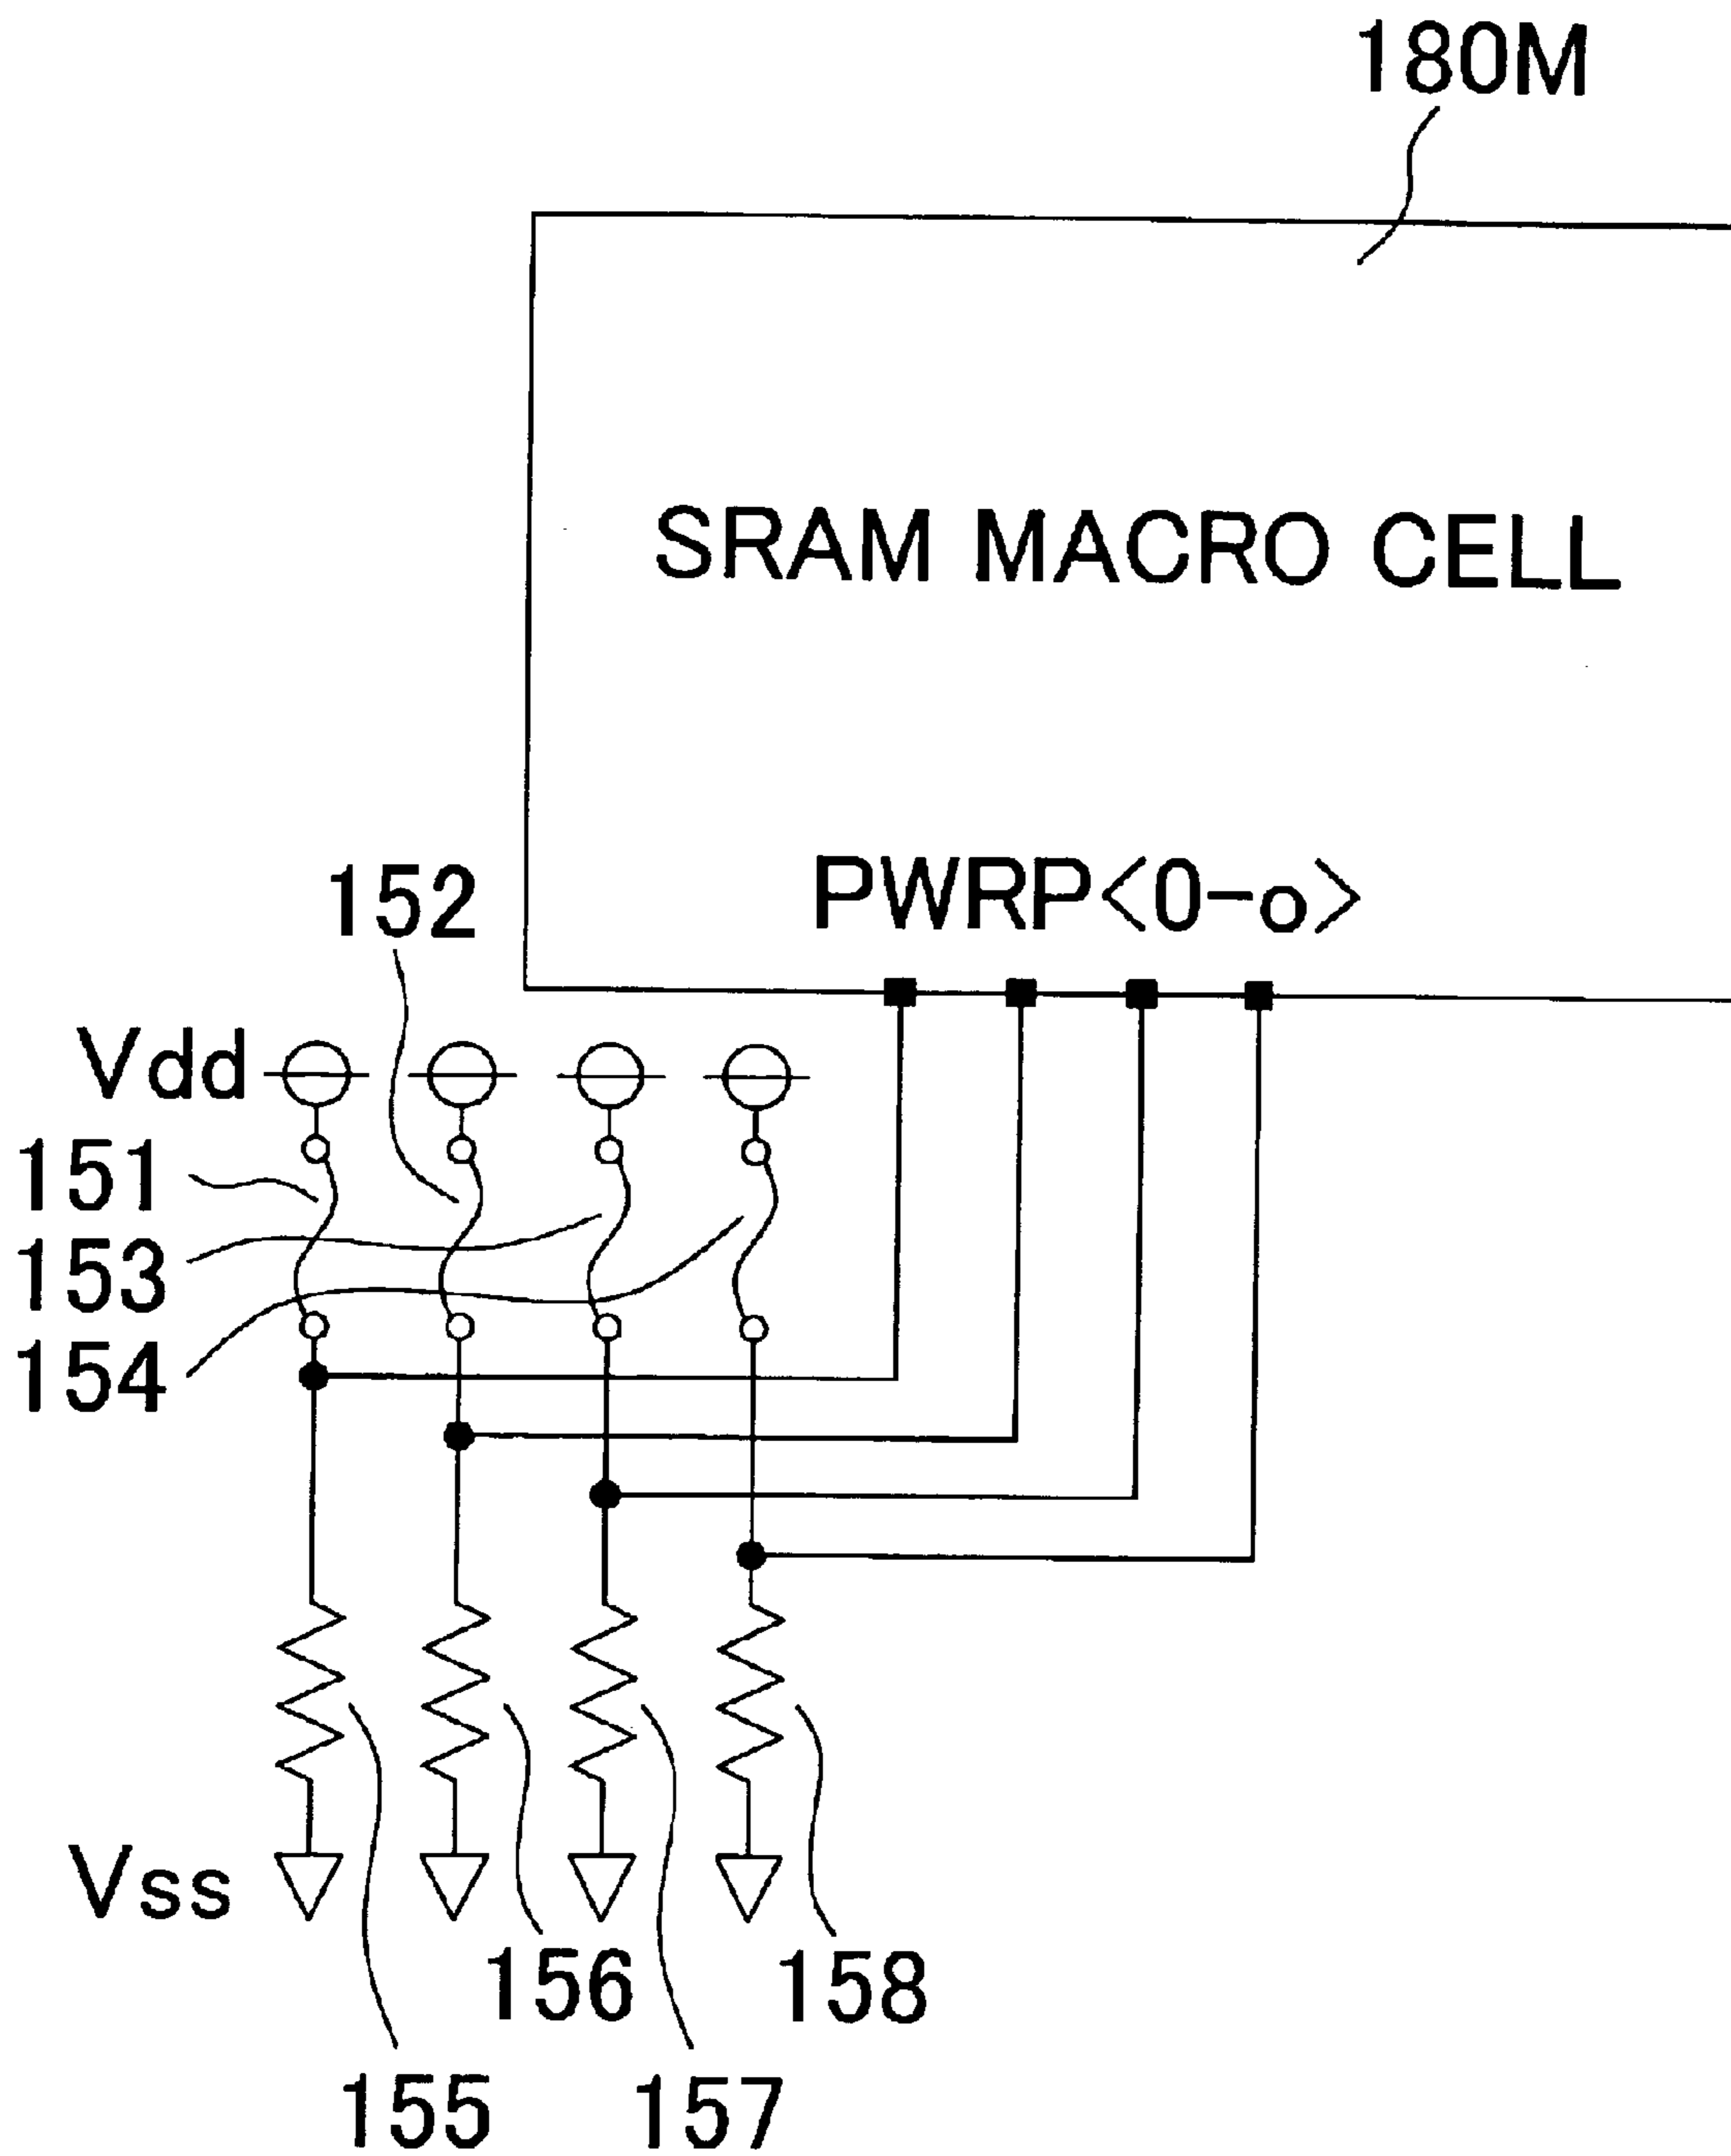 180M
SRAM MACRO CELL
PWRP<0-o>
152
Vdd
151
153
154
Vss
156
158
155
157